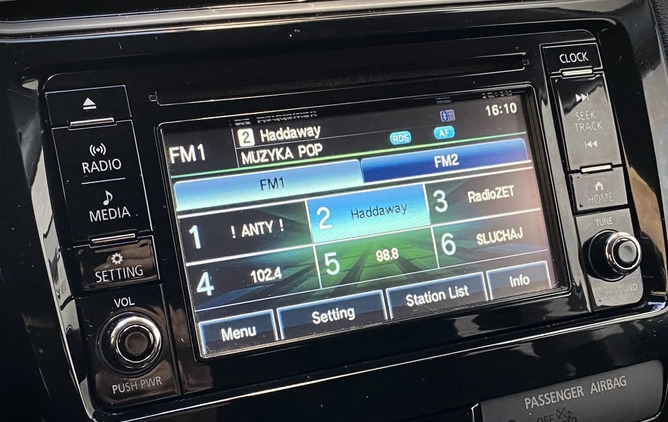 CLOCK
SEEK
TRACK
HOME
TUNE
SOUND
RADIO
MEDIA
SETTING
VOL
PUSH PWR
16:10
FM1
2 Haddaway
MUZYKA POP
RDS
AF
FM1
FM2
1 ! ANTY !
2 Haddaway
3 RadioZET
4 102.4
5 98.8
6 SLUCHAJ
Menu
Setting
Station List
Info
PASSENGER AIRBAG
OFF